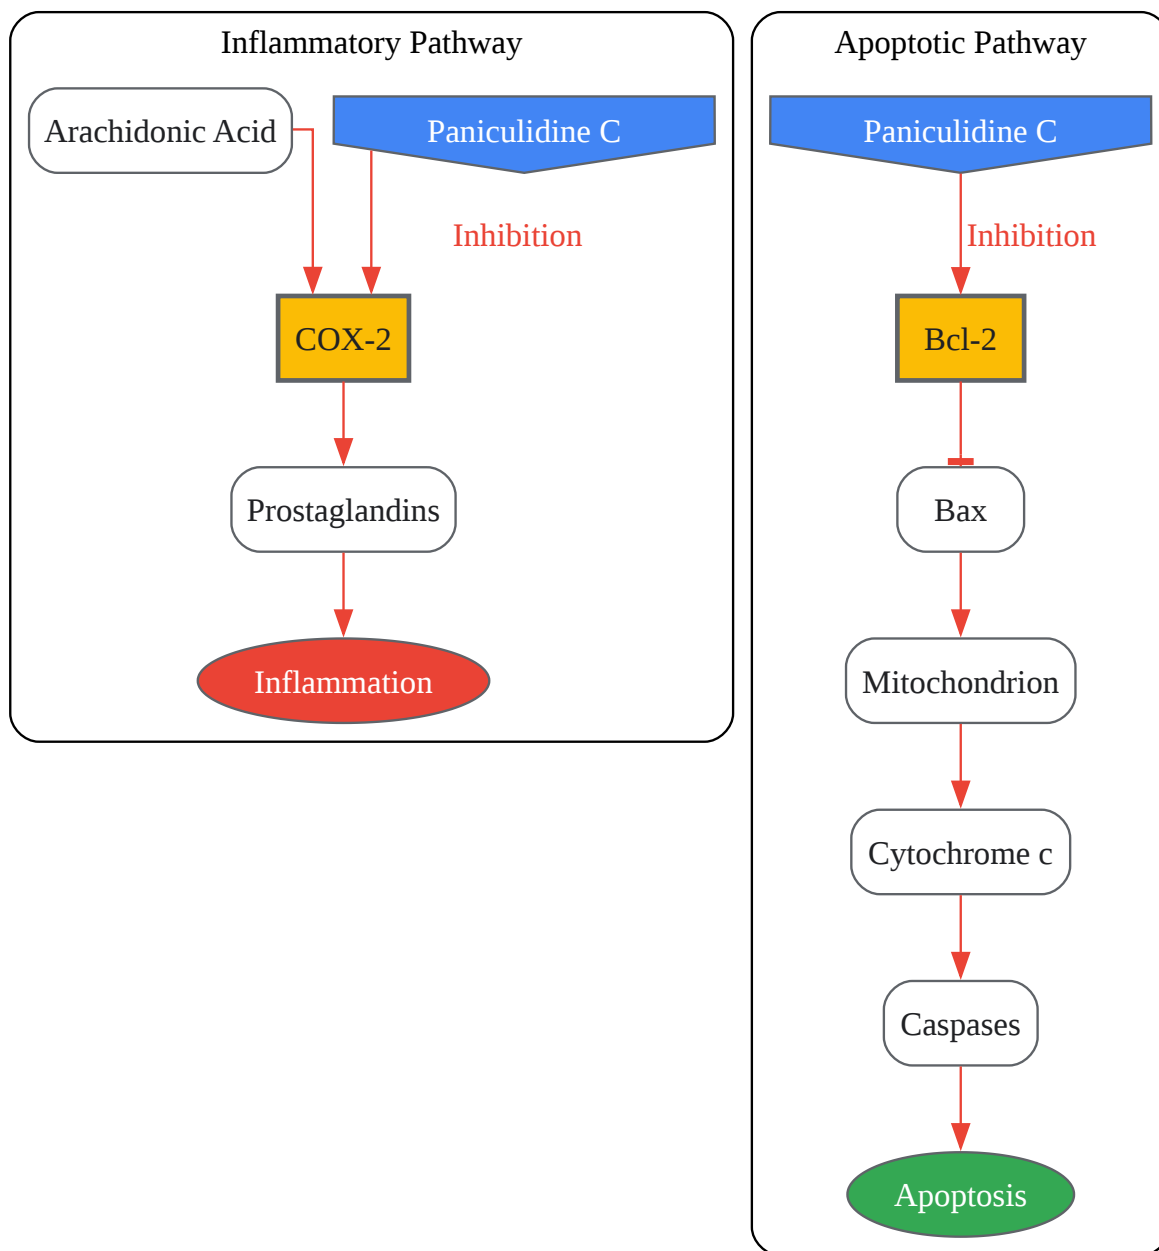 Inflammatory Pathway
Arachidonic Acid
Paniculidine C
Inhibition
COX-2
Prostaglandins
Inflammation
Apoptotic Pathway
Paniculidine C
Inhibition
Bcl-2
Bax
Mitochondrion
Cytochrome c
Caspases
Apoptosis